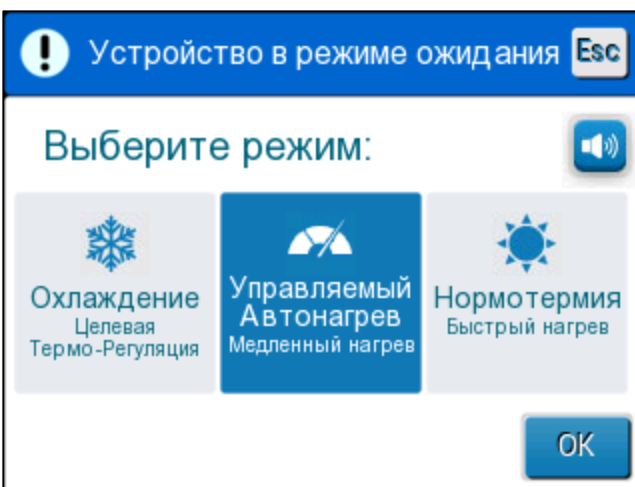 ! Устройство в режиме ожидания Esc
Выберите режим:
Охлаждение
Целевая
Термо-Регуляция
Управляемый
Автонагрев
Медленный нагрев
Нормотермия
Быстрый нагрев
OK